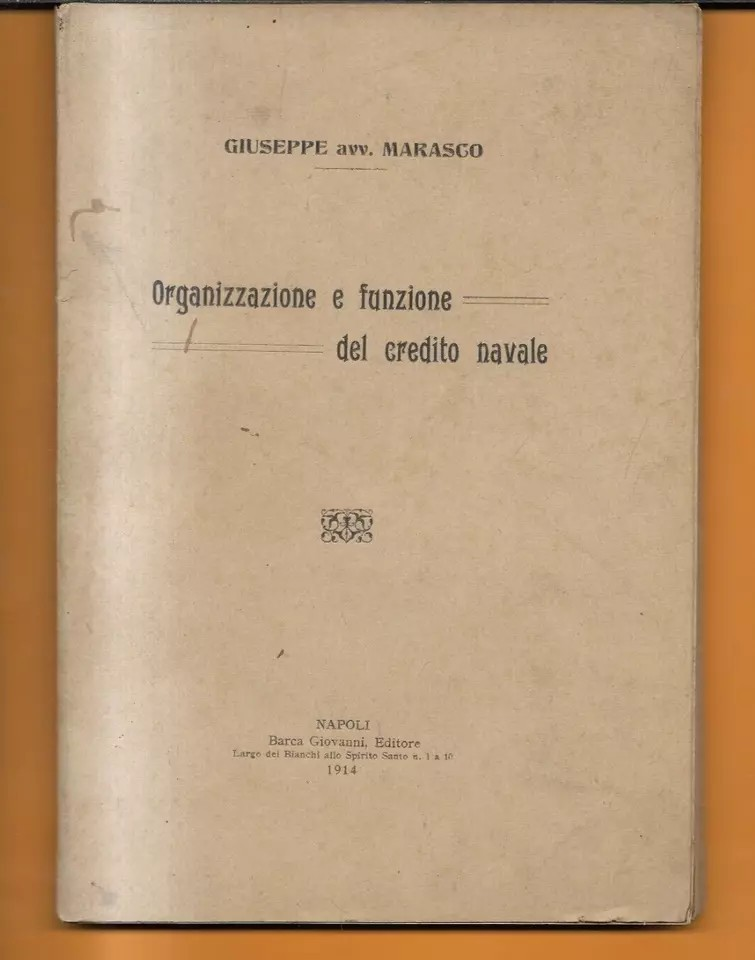 GIUSEPPE avv. MARASCO
Organizzazione e funzione
del credito navale
NAPOLI
Barca Giovanni, Editore
Largo dei Bianchi allo Spirito Santo n. 1 a 10
1914